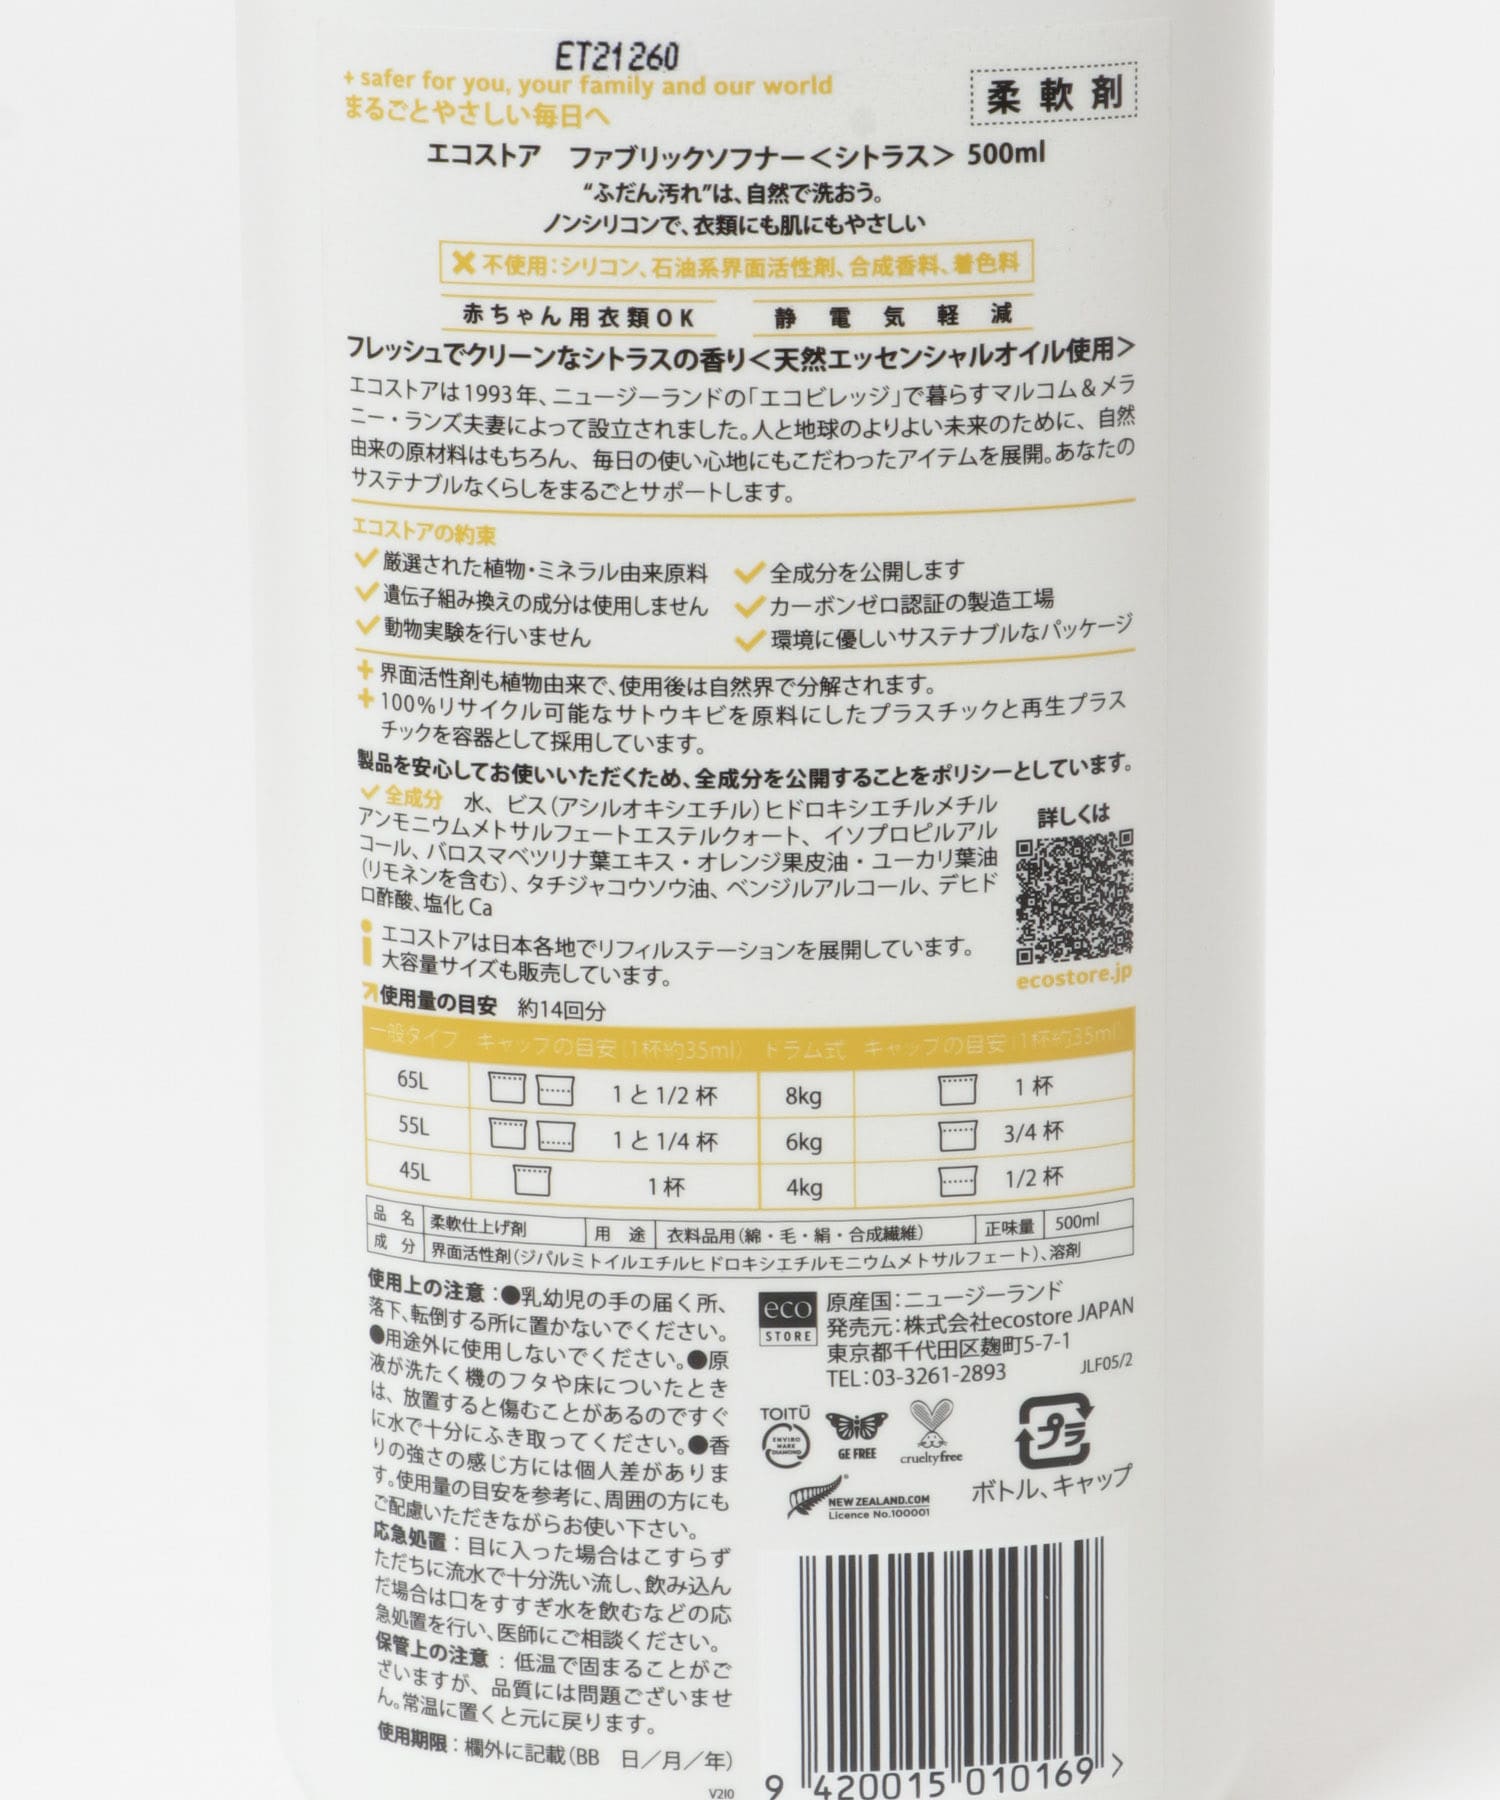 ET21260
+ safer for you, your family and our world
まるごとやさしい毎日へ
柔軟剤
エコストア ファブリックソフナー＜シトラス＞ 500ml
“ふだん汚れ”は、自然で洗おう。
ノンシリコンで、衣類にも肌にもやさしい
不使用：シリコン、石油系界面活性剤、合成香料、着色料
赤ちゃん用衣類OK 静電気軽減
フレッシュでクリーンなシトラスの香り＜天然エッセンシャルオイル使用＞
エコストアは1993年、ニュージーランドの「エコビレッジ」で暮らすマルコム＆メラ
ニー・ランズ夫妻によって設立されました。人と地球のよりよい未来のために、自然
由来の原材料はもちろん、毎日の使い心地にもこだわったアイテムを展開。あなたの
サステナブルなくらしをまるごとサポートします。
エコストアの約束
厳選された植物・ミネラル由来原料
遺伝子組み換えの成分は使用しません
動物実験を行いません
全成分を公開します
カーボンゼロ認証の製造工場
環境に優しいサステナブルなパッケージ
+ 界面活性剤も植物由来で、使用後は自然界で分解されます。
+ 100%リサイクル可能なサトウキビを原料にしたプラスチックと再生プラス
チックを容器として採用しています。
製品を安心してお使いいただくため、全成分を公開することをポリシーとしています。
全成分 水、ビス（アシルオキシエチル）ヒドロキシエチルメチル
アンモニウムメトサルフェートエステルクォート、イソプロピルアル
コール、バロスマベツリナ葉エキス・オレンジ果皮油・ユーカリ葉油
（リモネンを含む）、タチジャコウソウ油、ベンジルアルコール、デヒド
ロ酢酸、塩化 Ca
詳しくは
ecostore.jp
エコストアは日本各地でリフィルステーションを展開しています。
大容量サイズも販売しています。
使用量の目安 約14回分
一般タイプ キャップの目安（1杯約35ml） ドラム式 キャップの目安（1杯約35ml）
65L 1と1/2杯 8kg 1杯
55L 1と1/4杯 6kg 3/4杯
45L 1杯 4kg 1/2杯
品名 柔軟仕上げ剤 用途 衣料品用（綿・毛・絹・合成繊維） 正味量 500ml
成分 界面活性剤（ジパルミトイルエチルヒドロキシエチルモニウムメトサルフェート）、溶剤
使用上の注意：●乳幼児の手の届く所、
落下、転倒する所に置かないでください。
●用途外に使用しないでください。●原
液が洗たく機のフタや床についたとき
は、放置すると傷むことがあるのですぐ
に水で十分にふき取ってください。●香
りの強さの感じ方には個人差がありま
す。使用量の目安を参考に、周囲の方にも
ご配慮いただきながらお使い下さい。
応急処置：目に入った場合はこすらず
ただちに流水で十分洗い流し、飲み込ん
だ場合は口をすすぎ水を飲むなどの応
急処置を行い、医師にご相談ください。
保管上の注意：低温で固まることがご
ざいますが、品質には問題ございませ
ん。常温に置くと元に戻ります。
使用期限：欄外に記載（BB 日／月／年）
V210
eco
STORE
原産国：ニュージーランド
発売元：株式会社ecostore JAPAN
東京都千代田区麹町5-7-1
TEL：03-3261-2893
JLF05/2
TOITŪ
ENVIRO
MARK
DIAMOND
GE FREE
crueltyfree
プラ
ボトル、キャップ
NEWZEALAND.COM
Licence No.100001
9 420015 010169 >